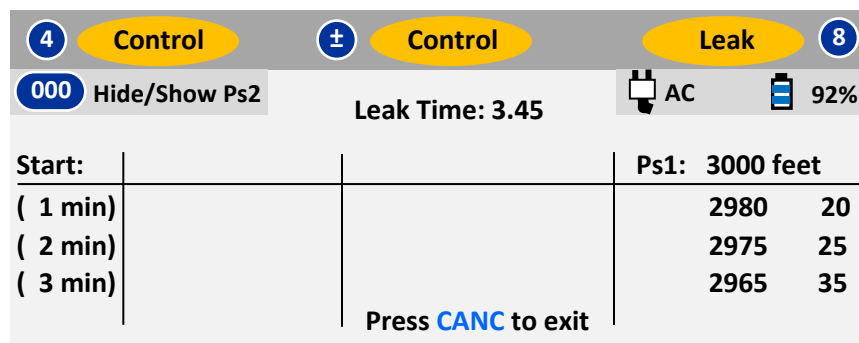 4 Control ± Control Leak 8
000 Hide/Show Ps2 AC 92%
Leak Time: 3.45
Start: Ps1: 3000 feet
( 1 min) 2980 20
( 2 min) 2975 25
( 3 min) 2965 35
Press CANC to exit